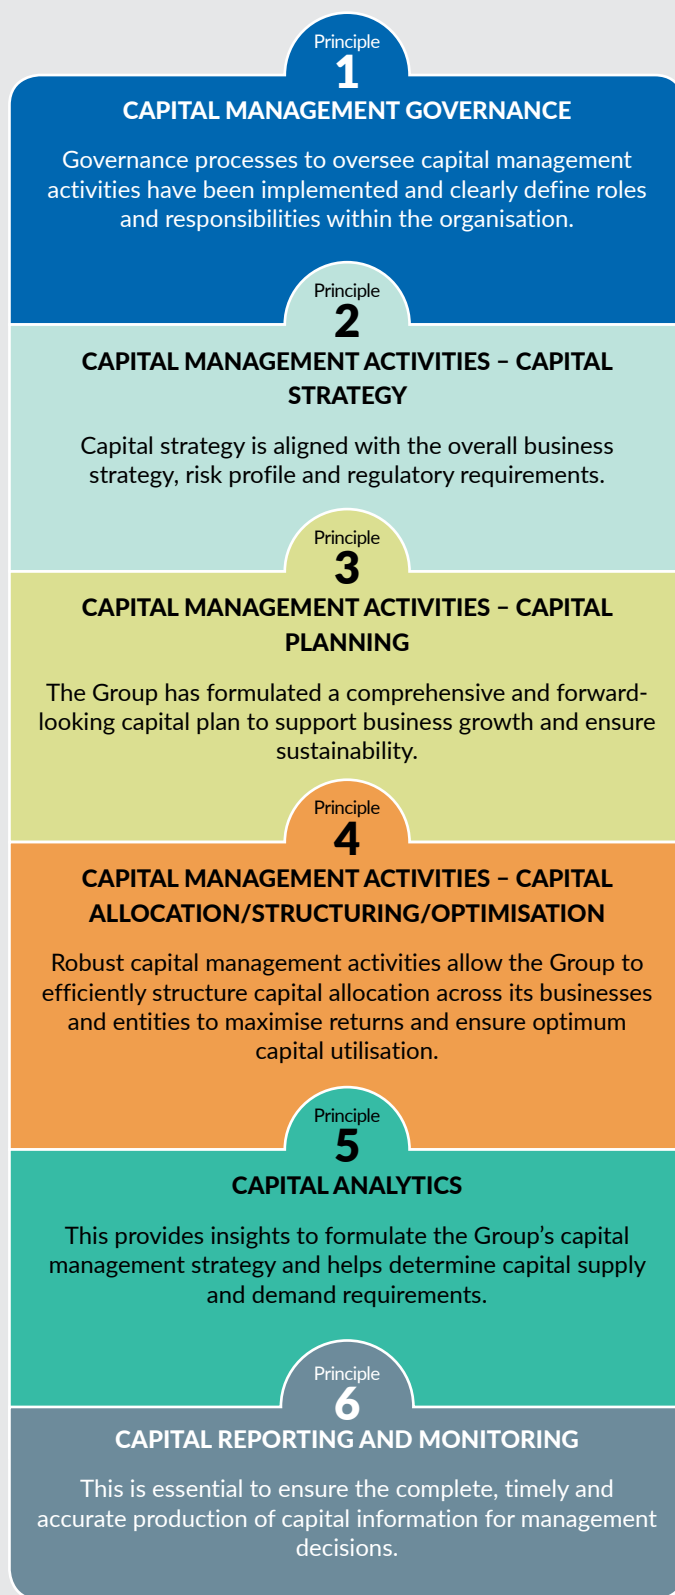 Principle
1
CAPITAL MANAGEMENT GOVERNANCE
Governance processes to oversee capital management
activities have been implemented and clearly define roles
and responsibilities within the organisation.
Principle
2
CAPITAL MANAGEMENT ACTIVITIES – CAPITAL
STRATEGY
Capital strategy is aligned with the overall business
strategy, risk profile and regulatory requirements.
Principle
3
CAPITAL MANAGEMENT ACTIVITIES – CAPITAL
PLANNING
The Group has formulated a comprehensive and forward-
looking capital plan to support business growth and ensure
sustainability.
Principle
4
CAPITAL MANAGEMENT ACTIVITIES – CAPITAL
ALLOCATION/STRUCTURING/OPTIMISATION
Robust capital management activities allow the Group to
efficiently structure capital allocation across its businesses
and entities to maximise returns and ensure optimum
capital utilisation.
Principle
5
CAPITAL ANALYTICS
This provides insights to formulate the Group’s capital
management strategy and helps determine capital supply
and demand requirements.
Principle
6
CAPITAL REPORTING AND MONITORING
This is essential to ensure the complete, timely and
accurate production of capital information for management
decisions.